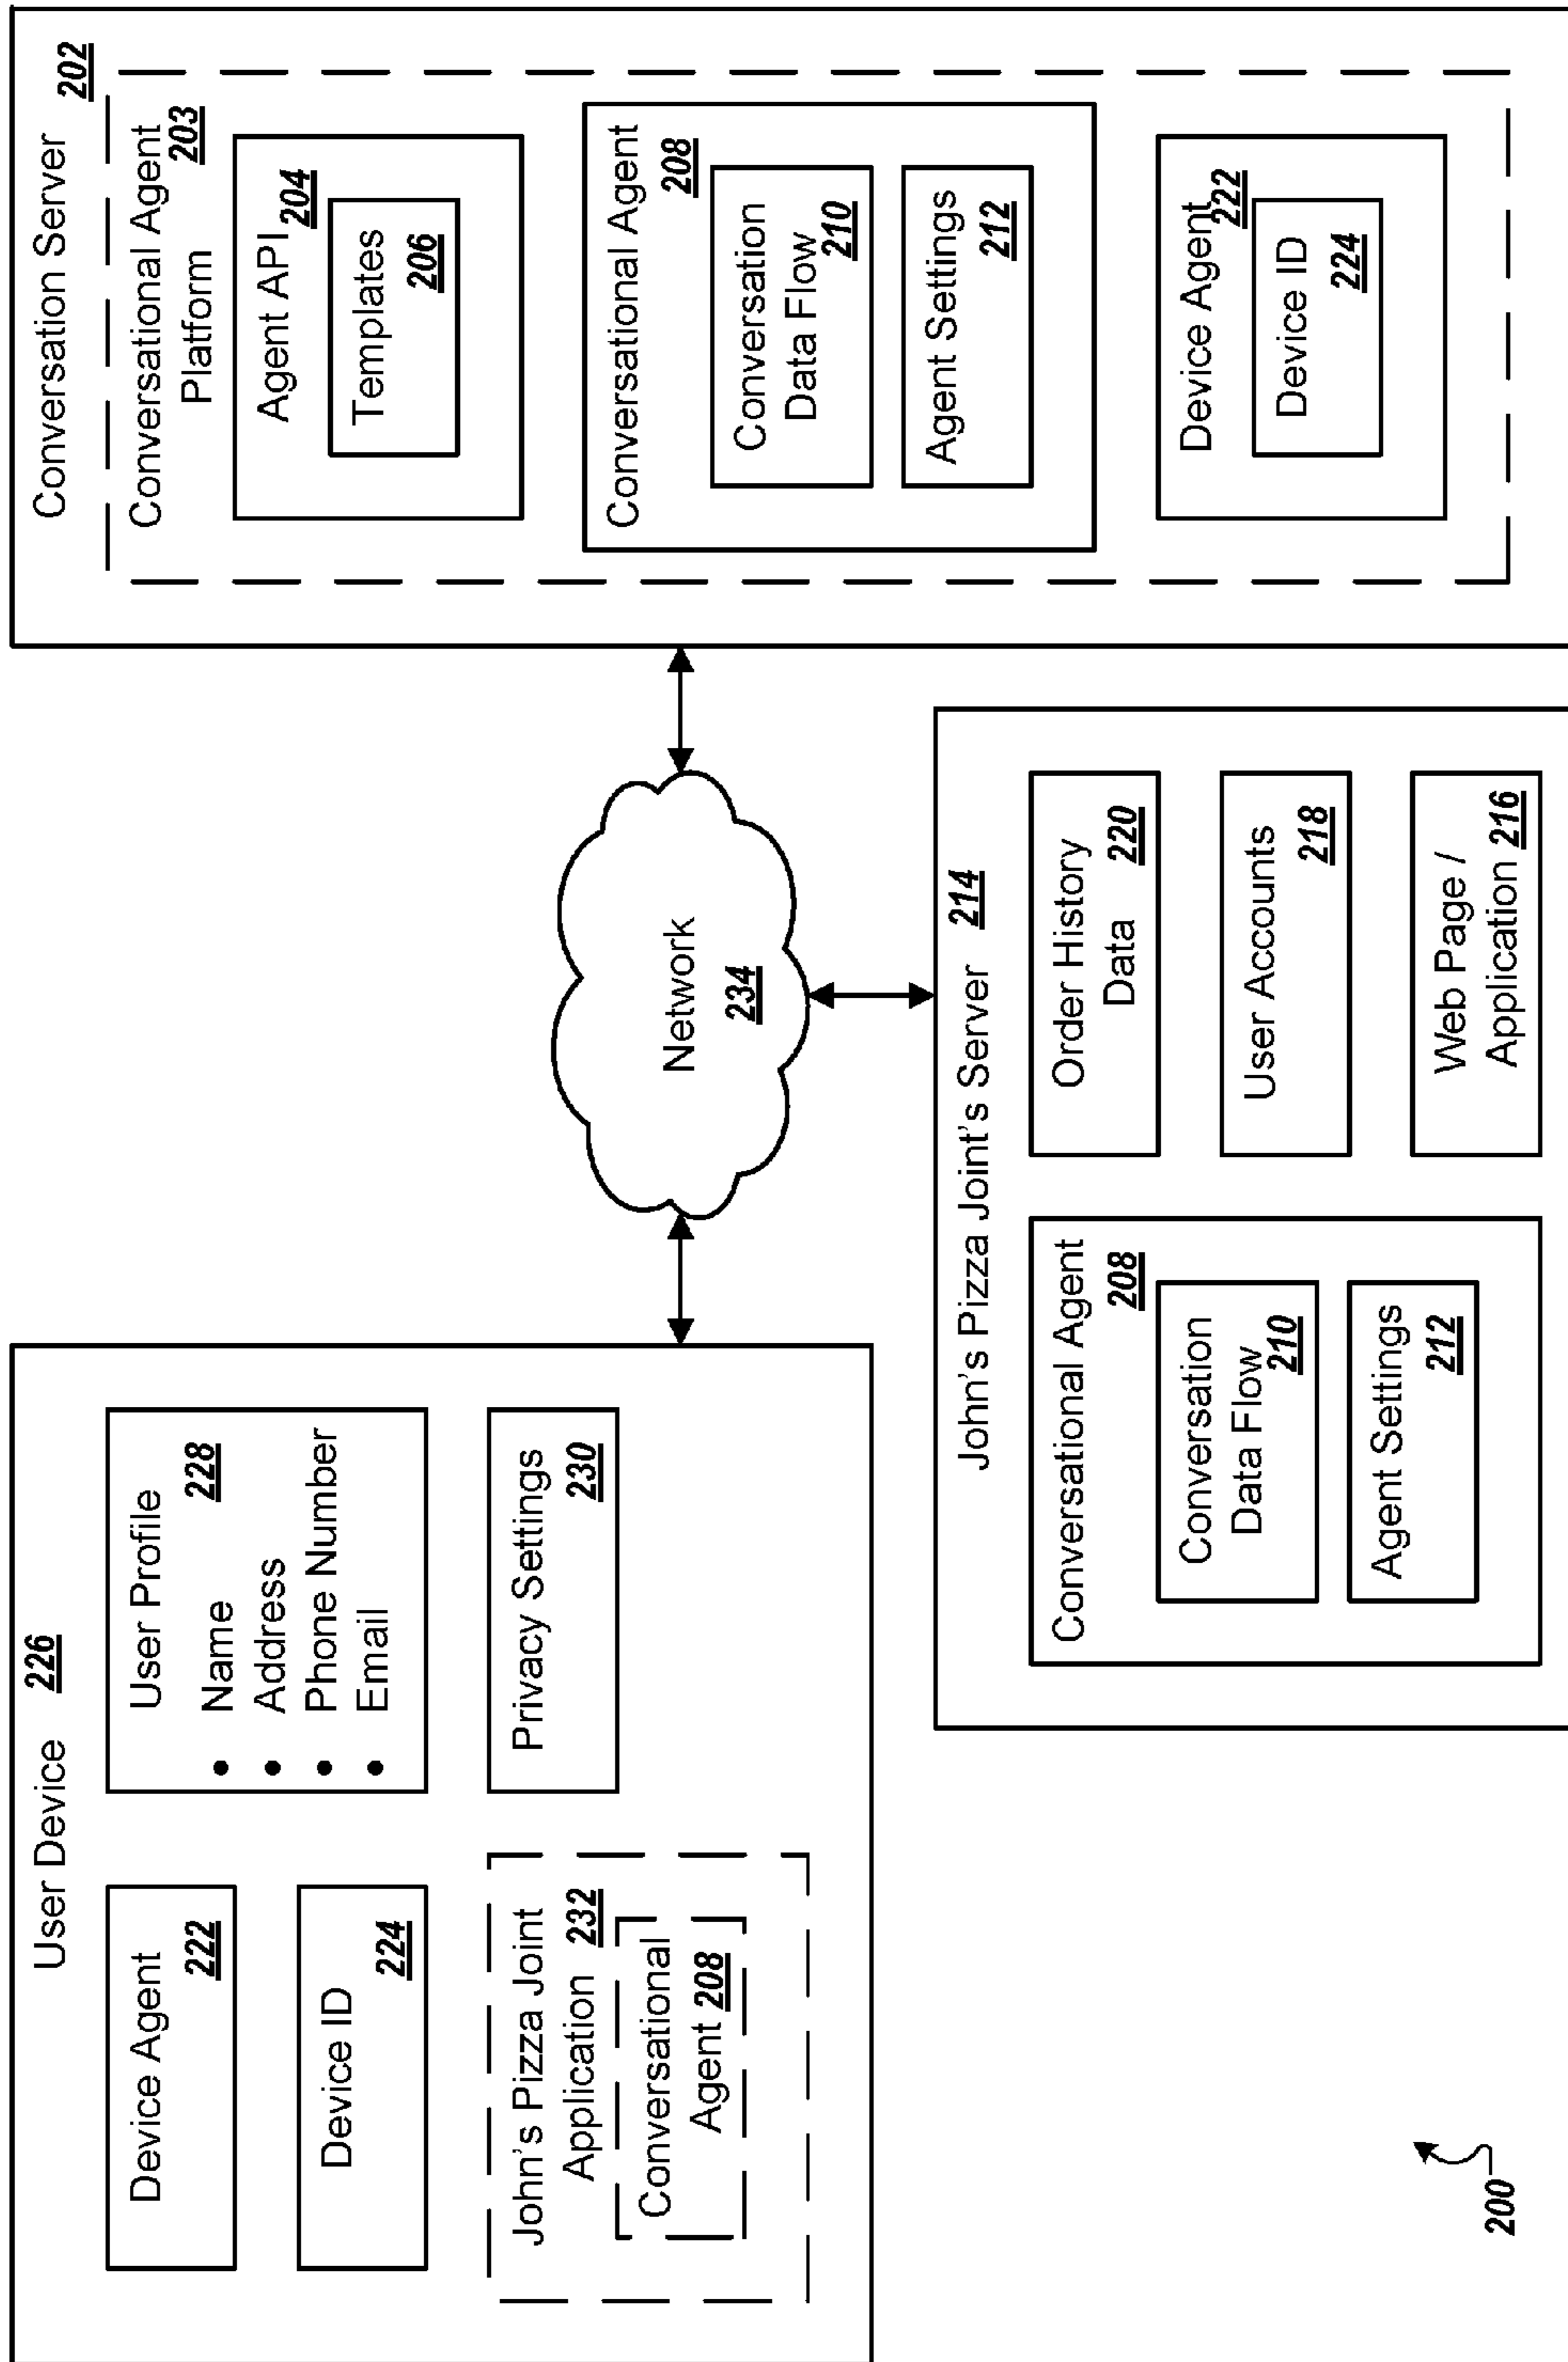 User Device 226
Device Agent
222
Device ID
224
John's Pizza Joint
Application 232
Conversational
Agent 208
User Profile
228
• Name
• Address
• Phone Number
• Email
Privacy Settings
230
Network
234
John's Pizza Joint's Server 214
Conversational Agent
208
Conversation
Data Flow
210
Agent Settings
212
Order History
Data 220
User Accounts
218
Web Page /
Application 216
Conversation Server
202
Conversational Agent
Platform 203
Agent API
204
Templates
206
Conversational Agent
208
Conversation
Data Flow
210
Agent Settings
212
Device Agent
222
Device ID
224
200